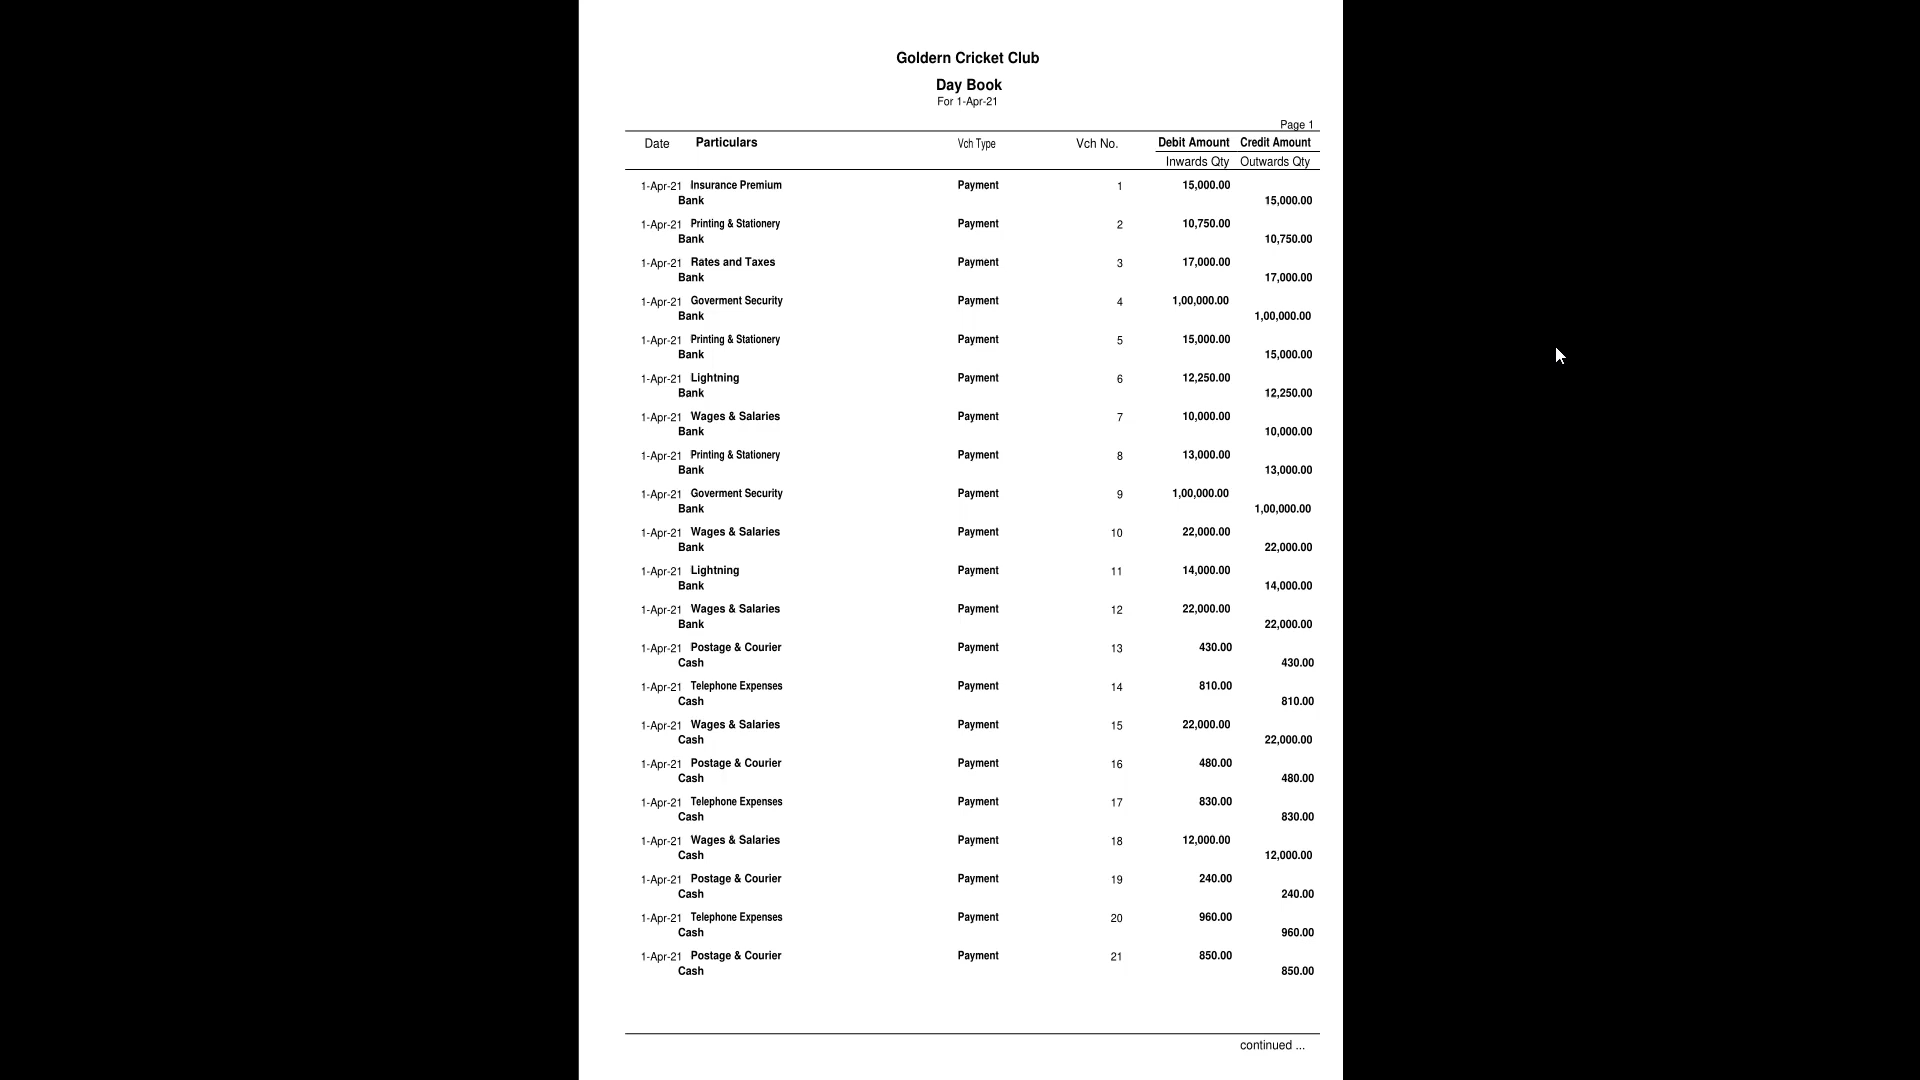 Goldern Cricket Club
Day Book
For 1-Apr-21
Page 1
Date Particulars Vch Type Vch No. Debit Amount Credit Amount
Inwards Qty Outwards Qty
1-Apr-21 Insurance Premium Payment 1 15,000.00
Bank 15,000.00
1-Apr-21 Printing & Stationery Payment 2 10,750.00
Bank 10,750.00
1-Apr-21 Rates and Taxes Payment 3 17,000.00
Bank 17,000.00
1-Apr-21 Goverment Security Payment 4 1,00,000.00
Bank 1,00,000.00
1-Apr-21 Printing & Stationery Payment 5 15,000.00
Bank 15,000.00
1-Apr-21 Lightning Payment 6 12,250.00
Bank 12,250.00
1-Apr-21 Wages & Salaries Payment 7 10,000.00
Bank 10,000.00
1-Apr-21 Printing & Stationery Payment 8 13,000.00
Bank 13,000.00
1-Apr-21 Goverment Security Payment 9 1,00,000.00
Bank 1,00,000.00
1-Apr-21 Wages & Salaries Payment 10 22,000.00
Bank 22,000.00
1-Apr-21 Lightning Payment 11 14,000.00
Bank 14,000.00
1-Apr-21 Wages & Salaries Payment 12 22,000.00
Bank 22,000.00
1-Apr-21 Postage & Courier Payment 13 430.00
Cash 430.00
1-Apr-21 Telephone Expenses Payment 14 810.00
Cash 810.00
1-Apr-21 Wages & Salaries Payment 15 22,000.00
Cash 22,000.00
1-Apr-21 Postage & Courier Payment 16 480.00
Cash 480.00
1-Apr-21 Telephone Expenses Payment 17 830.00
Cash 830.00
1-Apr-21 Wages & Salaries Payment 18 12,000.00
Cash 12,000.00
1-Apr-21 Postage & Courier Payment 19 240.00
Cash 240.00
1-Apr-21 Telephone Expenses Payment 20 960.00
Cash 960.00
1-Apr-21 Postage & Courier Payment 21 850.00
Cash 850.00
continued ...